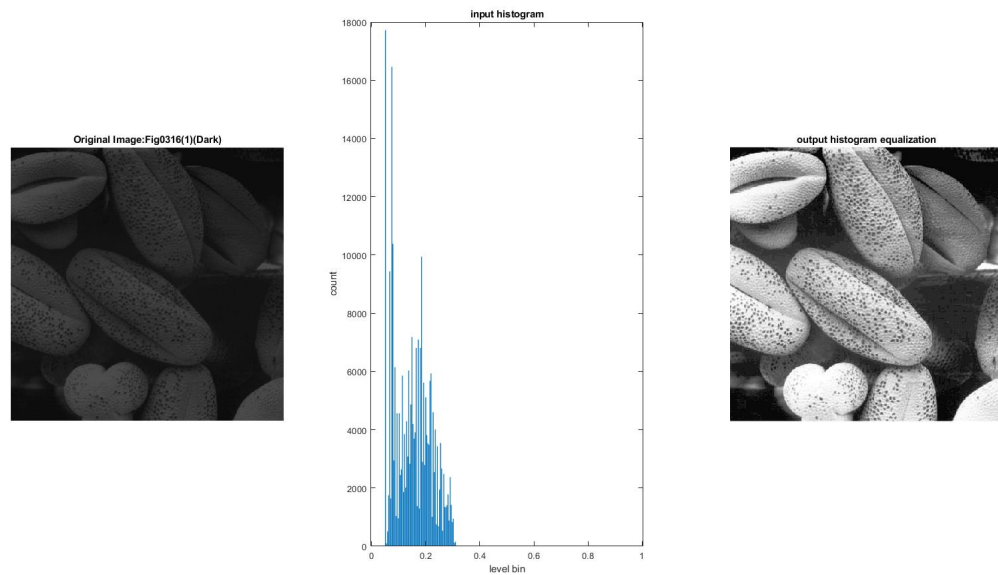 input histogram
Original Image:Fig0316(1)(Dark)
output histogram equalization
18000
16000
14000
12000
10000
8000
6000
4000
2000
0
count
0 0.2 0.4 0.6 0.8 1
level bin